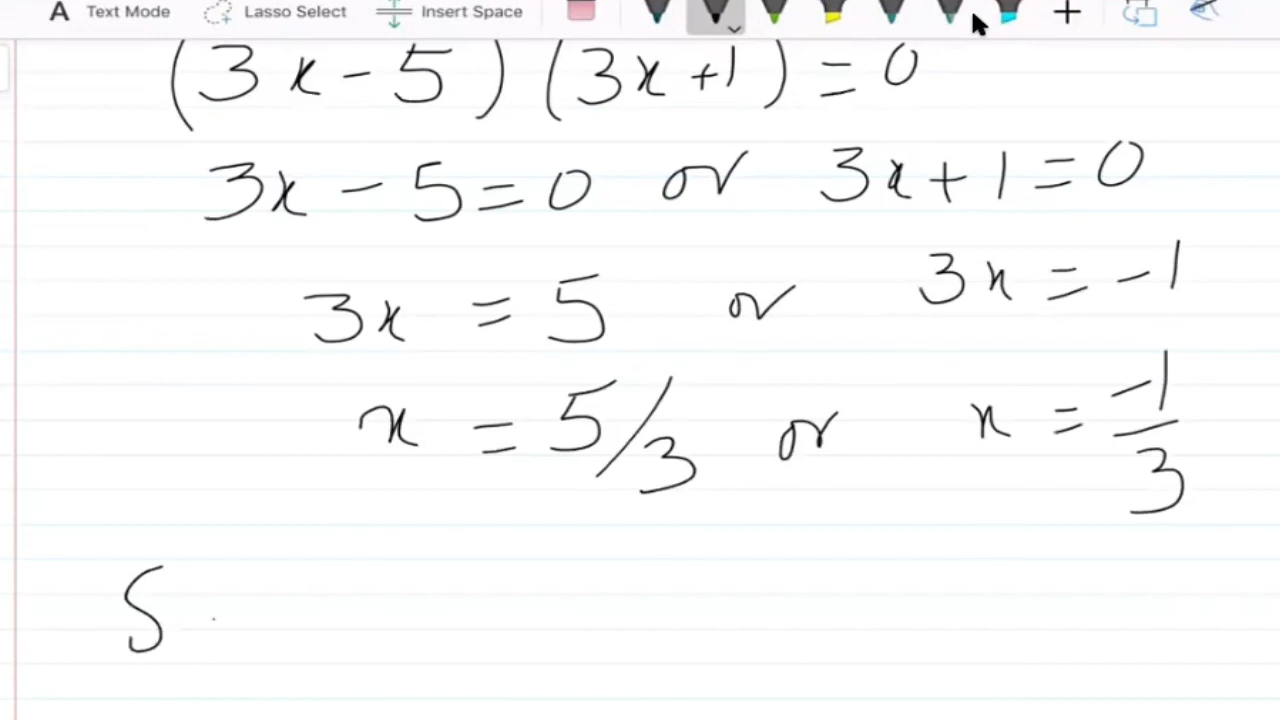 A Text Mode Lasso Select Insert Space
(3x-5)(3x+1)=0
3x-5=0 or 3x+1=0
3x=5 or 3x=-1
x=5/3 or x=-1/3
S